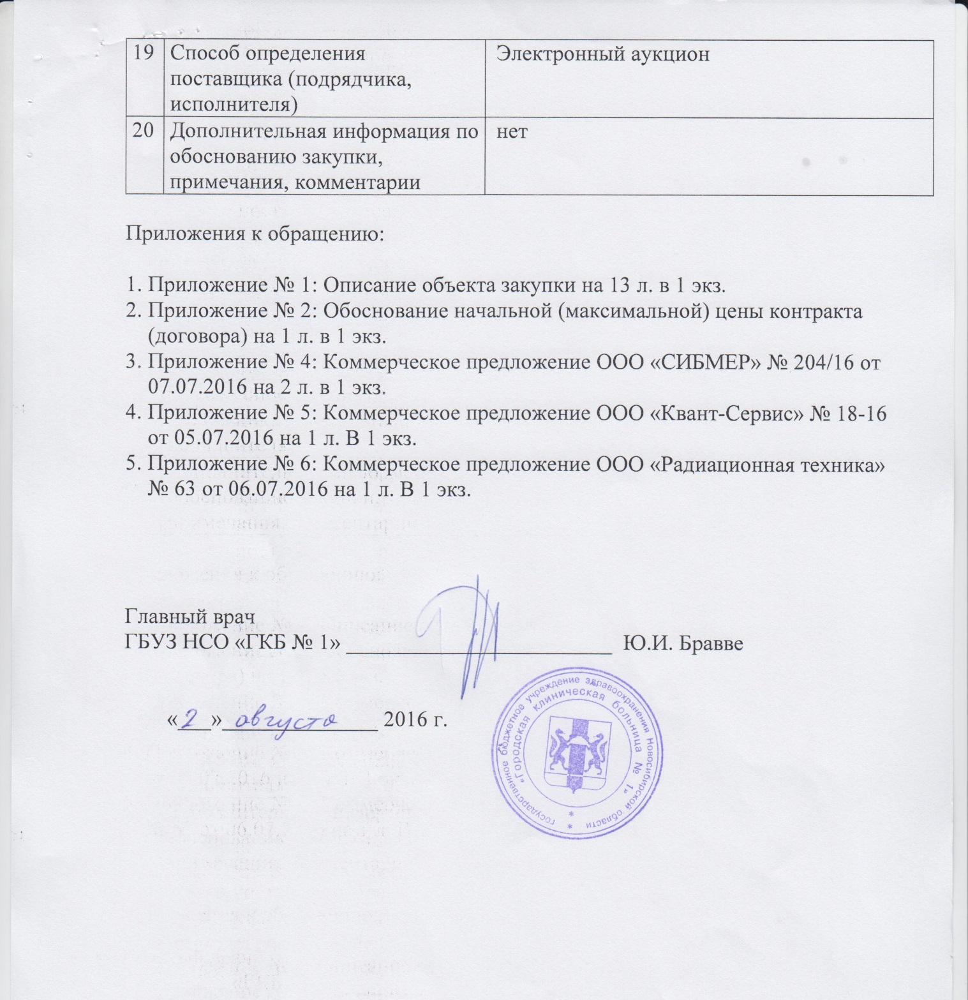 19 Способ определения Электронный аукцион
поставщика (подрядчика,
исполнителя)
20 Дополнительная информация по нет
обоснованию закупки,
примечания, комментарии
Приложения к обращению:
1. Приложение № 1: Описание объекта закупки на 13 л. в 1 экз.
2. Приложение № 2: Обоснование начальной (максимальной) цены контракта
(договора) на 1 л. в 1 экз.
3. Приложение № 4: Коммерческое предложение ООО «СИБМЕР» № 204/16 от
07.07.2016 на 2 л. в 1 экз.
4. Приложение № 5: Коммерческое предложение ООО «Квант-Сервис» № 18-16
от 05.07.2016 на 1 л. В 1 экз.
5. Приложение № 6: Коммерческое предложение ООО «Радиационная техника»
№ 63 от 06.07.2016 на 1 л. В 1 экз.
Главный врач
ГБУЗ НСО «ГКБ № 1» Ю.И. Бравве
«2» августа 2016 г.
государственное бюджетное учреждение здравоохранения Новосибирской области *
«Городская клиническая больница № 1» *